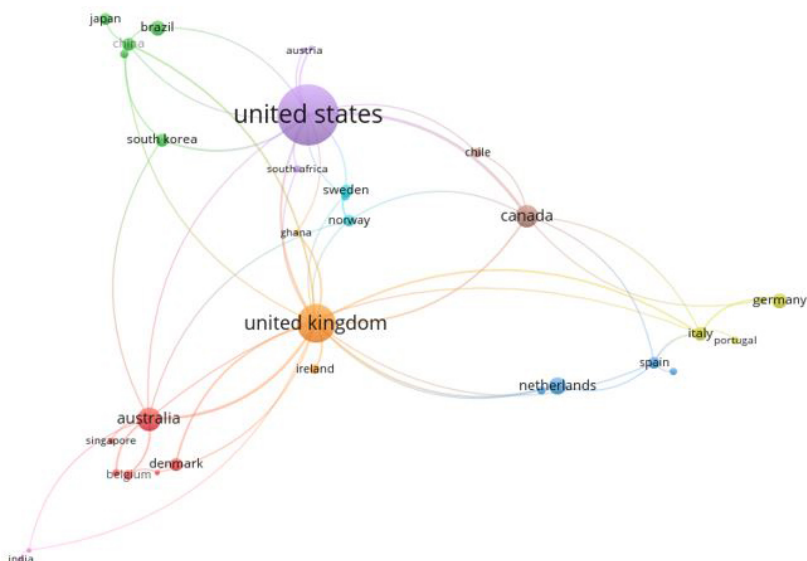 japan
brazil
china
austria
united states
south korea
chile
south africa
sweden
canada
norway
ghana
germany
united kingdom
italy
portugal
spain
ireland
netherlands
australia
singapore
denmark
belgium
india